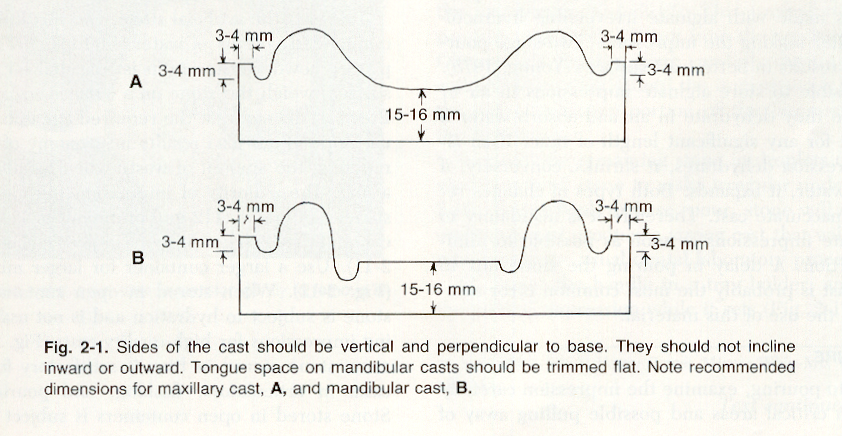 3-4 mm
3-4 mm
3-4 mm
3-4 mm
A
15-16 mm
3-4 mm
3-4 mm
3-4 mm
3-4 mm
B
15-16 mm
Fig. 2-1. Sides of the cast should be vertical and perpendicular to base. They should not incline
inward or outward. Tongue space on mandibular casts should be trimmed flat. Note recommended
dimensions for maxillary cast, A, and mandibular cast, B.